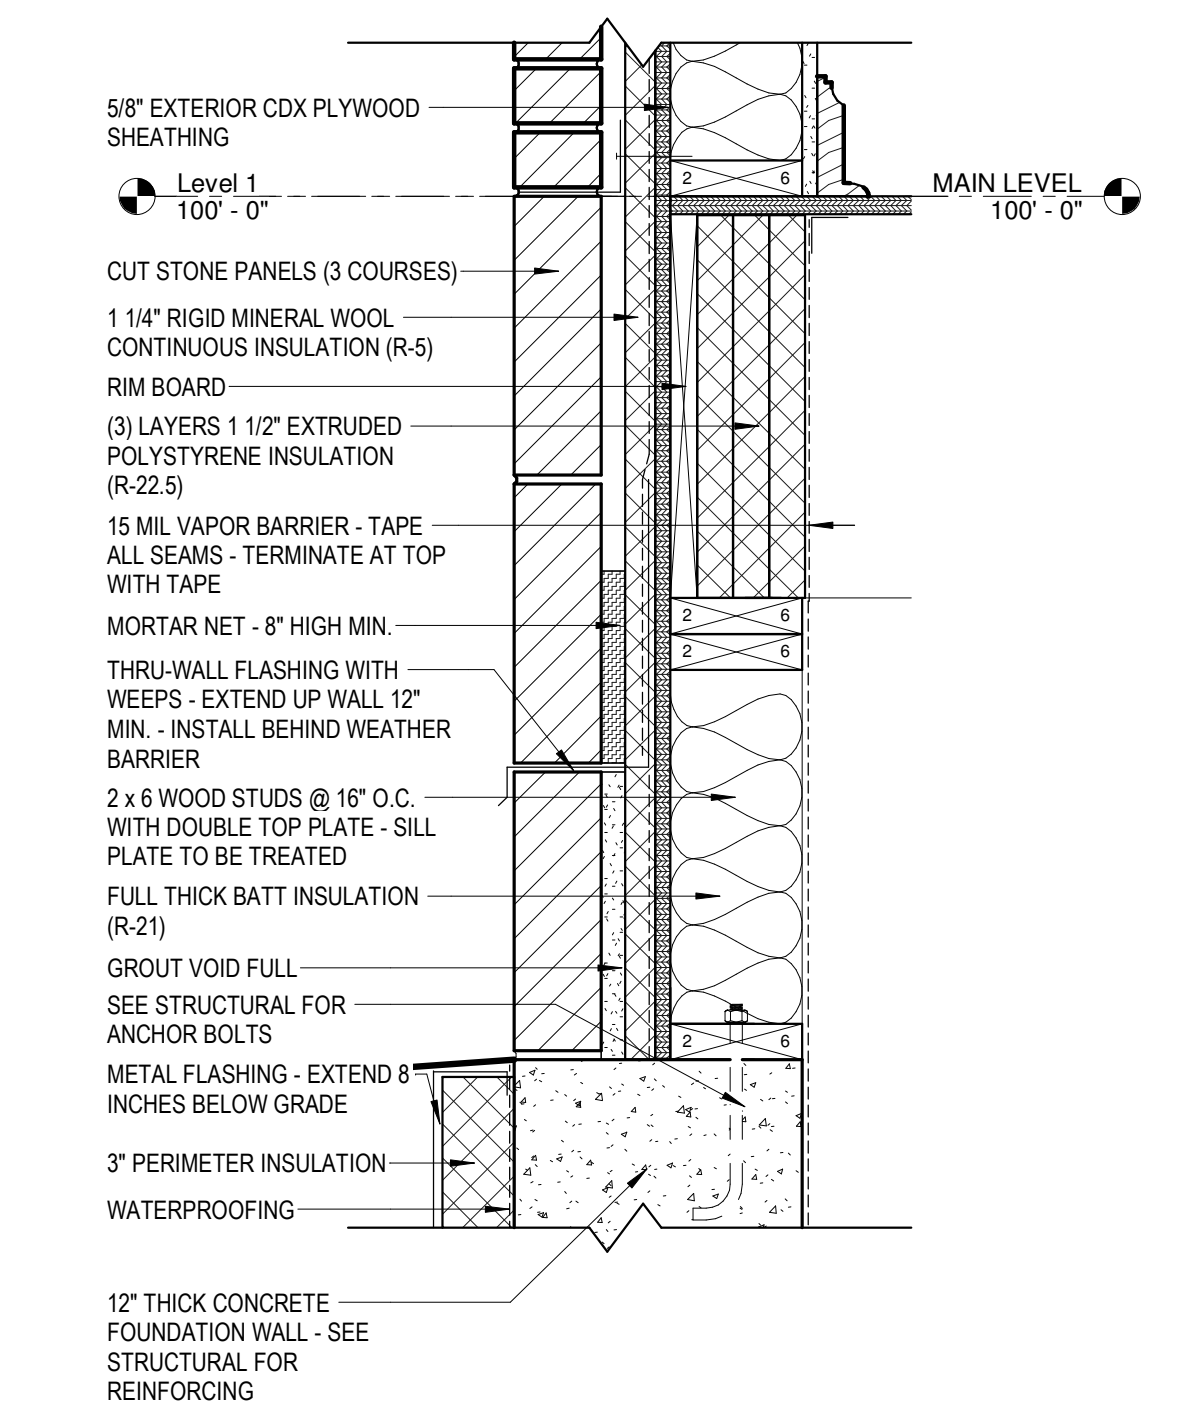 5/8" EXTERIOR CDX PLYWOOD
SHEATHING
2 6
Level 1
100' - 0"
MAIN LEVEL
100' - 0"
CUT STONE PANELS (3 COURSES)
1 1/4" RIGID MINERAL WOOL
CONTINUOUS INSULATION (R-5)
RIM BOARD
(3) LAYERS 1 1/2" EXTRUDED
POLYSTYRENE INSULATION
(R-22.5)
15 MIL VAPOR BARRIER - TAPE
ALL SEAMS - TERMINATE AT TOP
WITH TAPE
MORTAR NET - 8" HIGH MIN.
2 6
2 6
THRU-WALL FLASHING WITH
WEEPS - EXTEND UP WALL 12"
MIN. - INSTALL BEHIND WEATHER
BARRIER
2 x 6 WOOD STUDS @ 16" O.C.
WITH DOUBLE TOP PLATE - SILL
PLATE TO BE TREATED
FULL THICK BATT INSULATION
(R-21)
GROUT VOID FULL
SEE STRUCTURAL FOR
ANCHOR BOLTS
2 6
METAL FLASHING - EXTEND 8
INCHES BELOW GRADE
3" PERIMETER INSULATION
WATERPROOFING
12" THICK CONCRETE
FOUNDATION WALL - SEE
STRUCTURAL FOR
REINFORCING